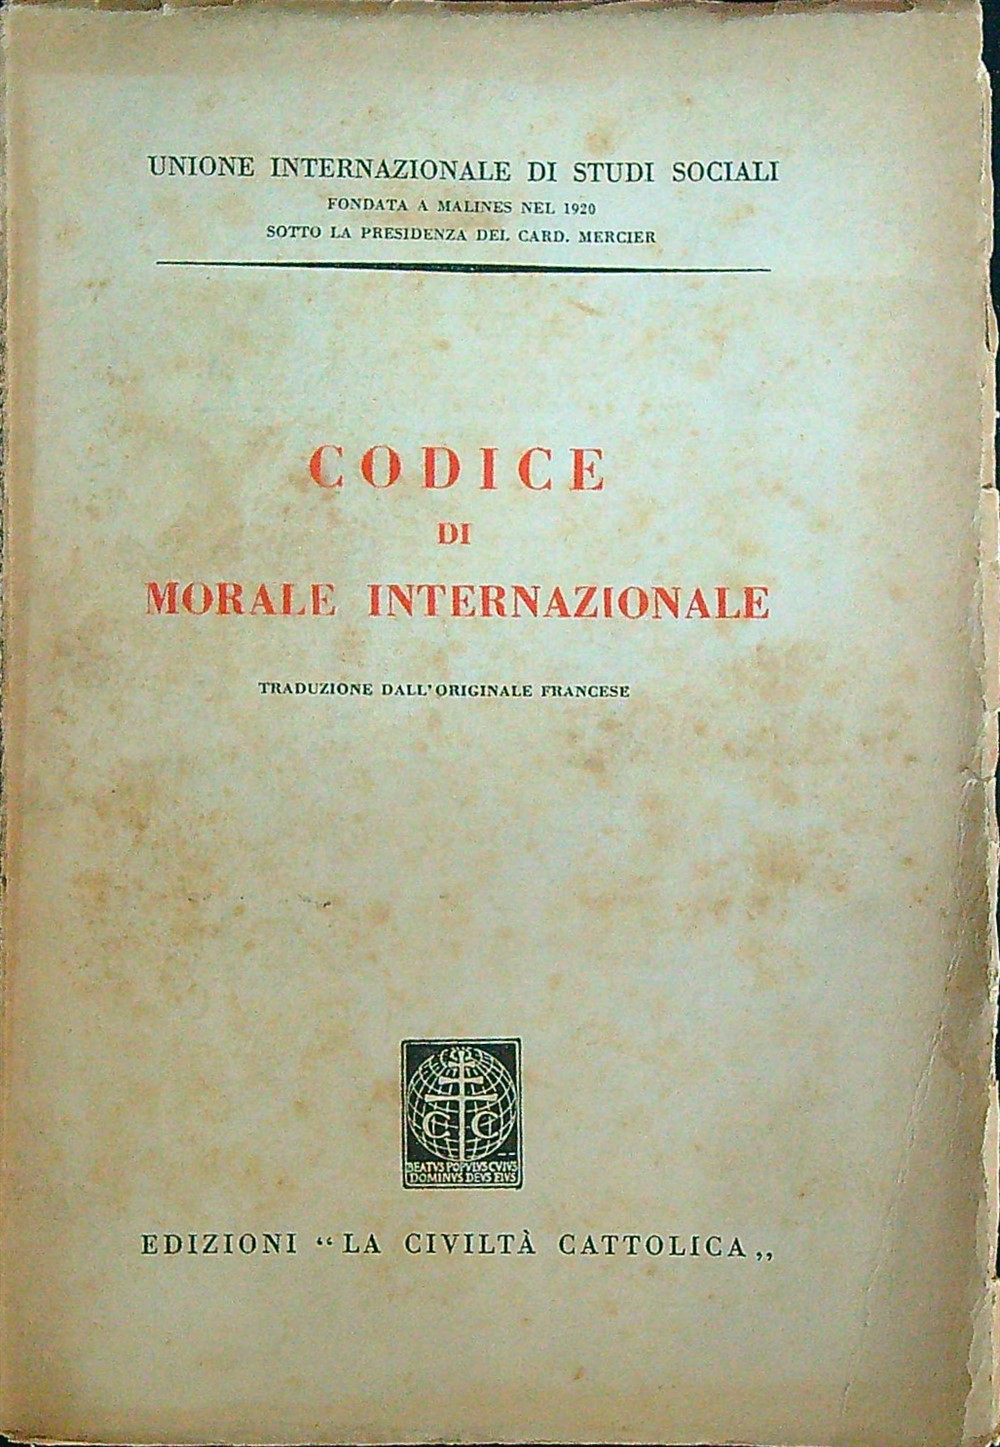 UNIONE INTERNAZIONALE DI STUDI SOCIALI
FONDATA A MALINES NEL 1920
SOTTO LA PRESIDENZA DEL CARD. MERCIER
CODICE
DI
MORALE INTERNAZIONALE
TRADUZIONE DALL'ORIGINALE FRANCESE
C C
BEATVS POPVLVS CVIVS
DOMINVS DEVS EIVS
EDIZIONI “LA CIVILTÀ CATTOLICA„